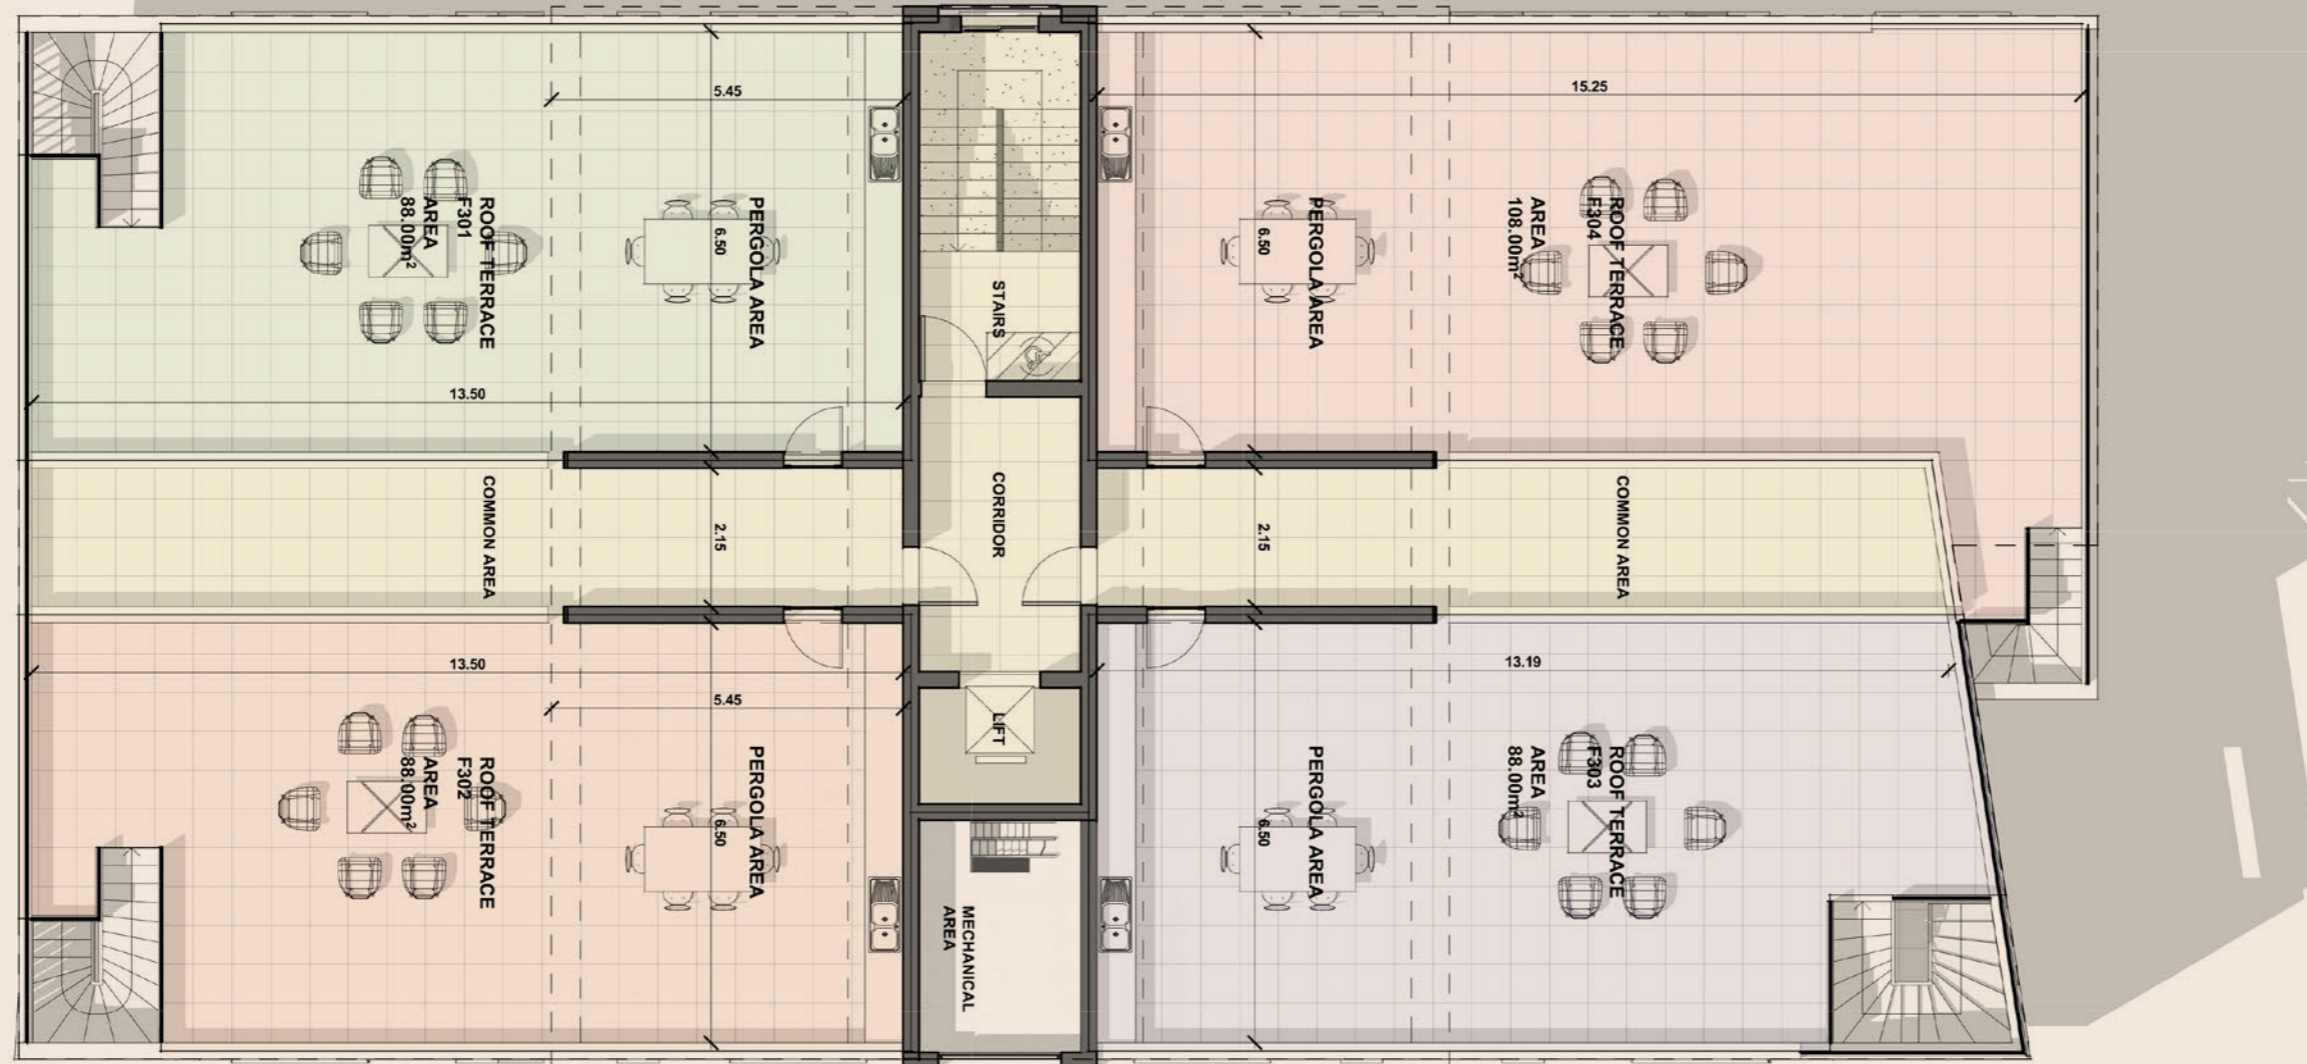 5.45
15.25
ROOF TERRACE
F301
AREA
88.00m²
PERGOLA AREA
6.50
STAIRS
PERGOLA AREA
6.50
ROOF TERRACE
F304
AREA
108.00m²
13.50
COMMON AREA
2.15
CORRIDOR
2.15
COMMON AREA
13.50
5.45
13.19
LIFT
ROOF TERRACE
F302
AREA
88.00m²
PERGOLA AREA
6.50
MECHANICAL
AREA
PERGOLA AREA
6.50
ROOF TERRACE
F303
AREA
88.00m²